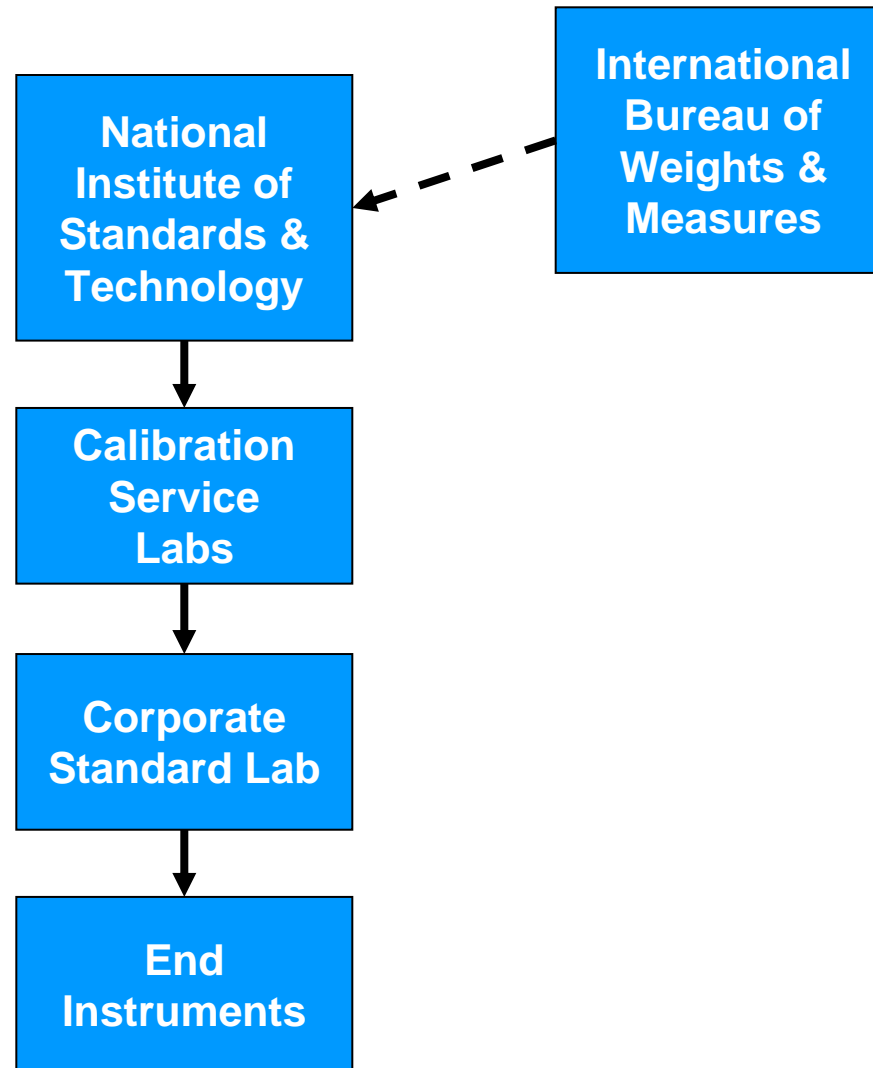 National
Institute of
Standards &
Technology
International
Bureau of
Weights &
Measures
Calibration
Service
Labs
Corporate
Standard Lab
End
Instruments